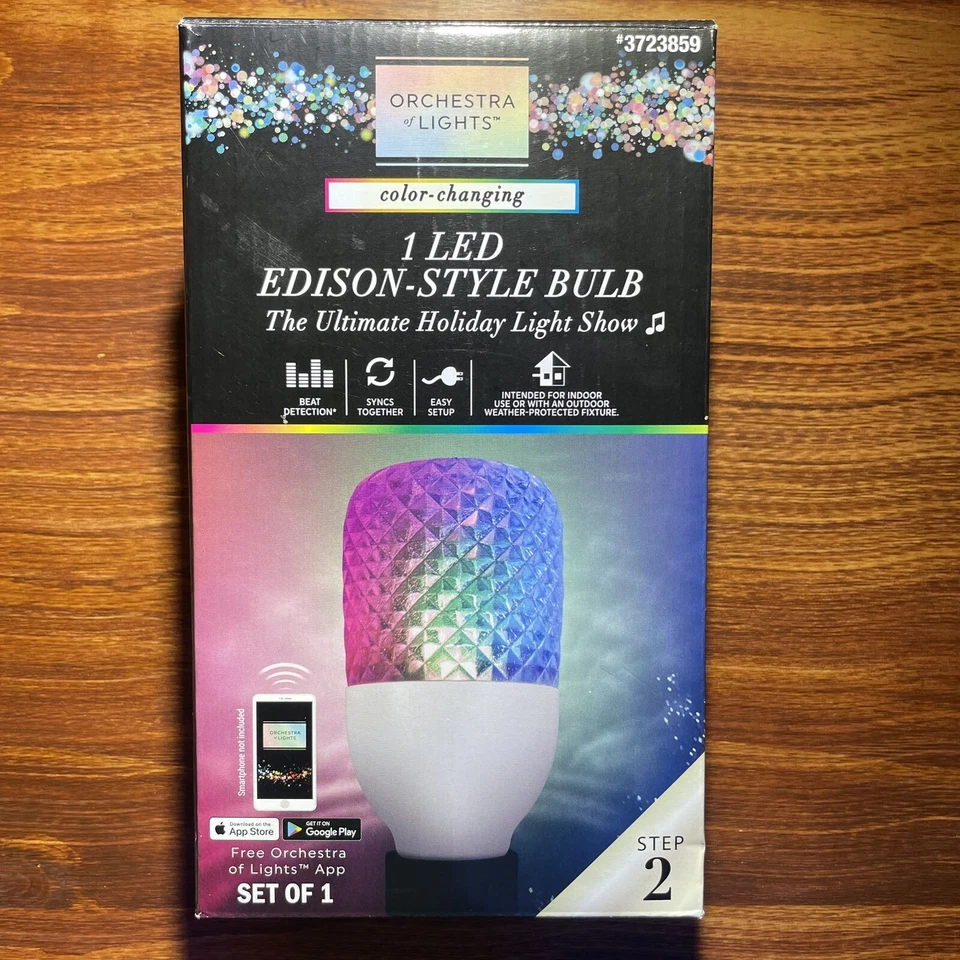 #3723859
ORCHESTRA
of LIGHTS™
color-changing
1 LED
EDISON-STYLE BULB
The Ultimate Holiday Light Show
BEAT
DETECTION*
SYNCS
TOGETHER
EASY
SETUP
INTENDED FOR INDOOR
USE OR WITH AN OUTDOOR
WEATHER-PROTECTED FIXTURE.
Smartphone not included
ORCHESTRA
of LIGHTS
Download on the
App Store
GET IT ON
Google Play
Free Orchestra
of Lights™ App
SET OF 1
STEP
2